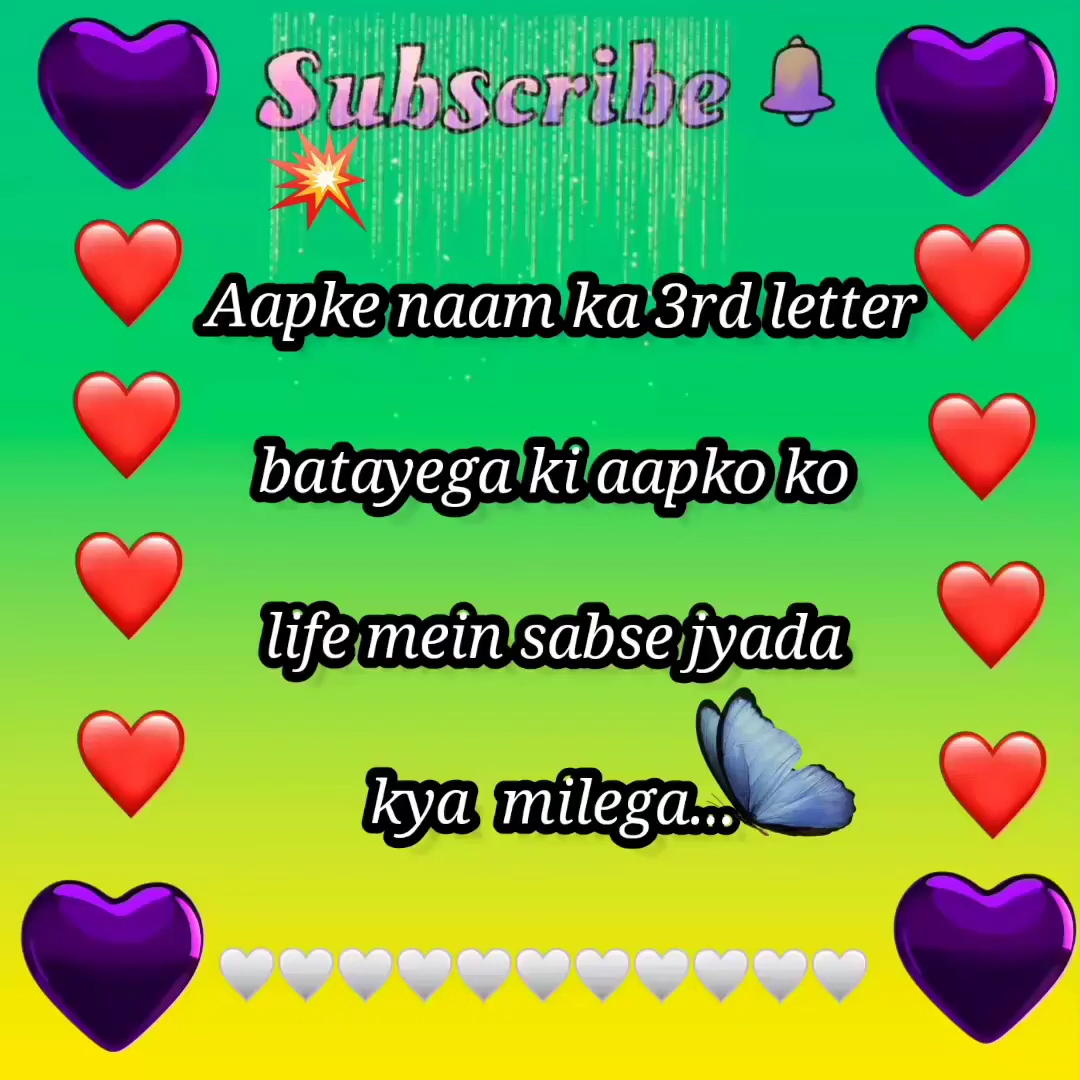 Subscribe
Aapke naam ka 3rd letter
batayega ki aapko ko
life mein sabse jyada
kya milega...